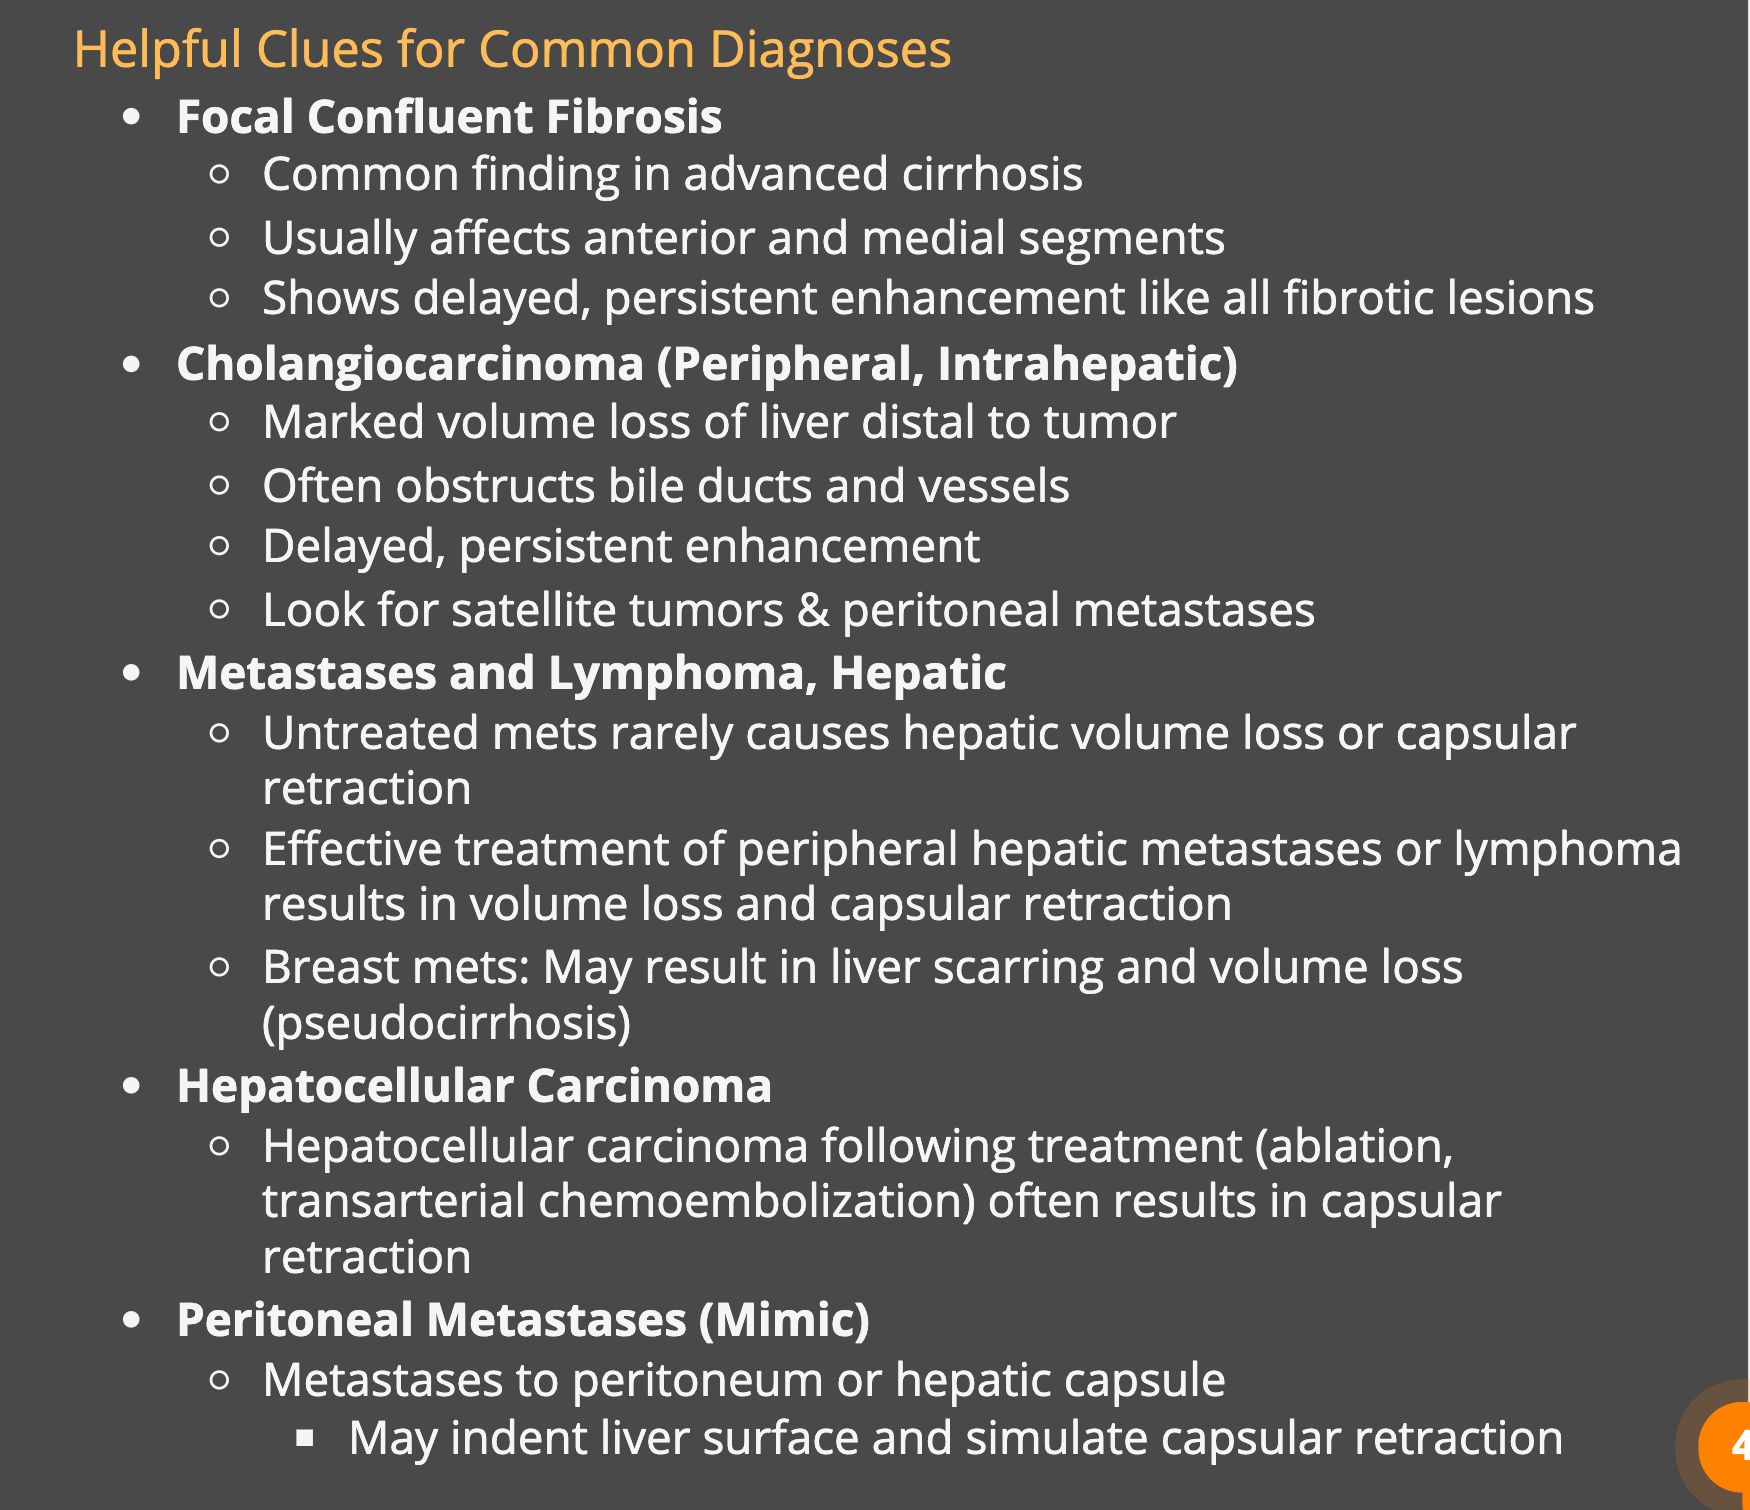 Helpful Clues for Common Diagnoses
• Focal Confluent Fibrosis
○ Common finding in advanced cirrhosis
○ Usually affects anterior and medial segments
○ Shows delayed, persistent enhancement like all fibrotic lesions
• Cholangiocarcinoma (Peripheral, Intrahepatic)
○ Marked volume loss of liver distal to tumor
○ Often obstructs bile ducts and vessels
○ Delayed, persistent enhancement
○ Look for satellite tumors & peritoneal metastases
• Metastases and Lymphoma, Hepatic
○ Untreated mets rarely causes hepatic volume loss or capsular
retraction
○ Effective treatment of peripheral hepatic metastases or lymphoma
results in volume loss and capsular retraction
○ Breast mets: May result in liver scarring and volume loss
(pseudocirrhosis)
• Hepatocellular Carcinoma
○ Hepatocellular carcinoma following treatment (ablation,
transarterial chemoembolization) often results in capsular
retraction
• Peritoneal Metastases (Mimic)
○ Metastases to peritoneum or hepatic capsule
▪ May indent liver surface and simulate capsular retraction
4